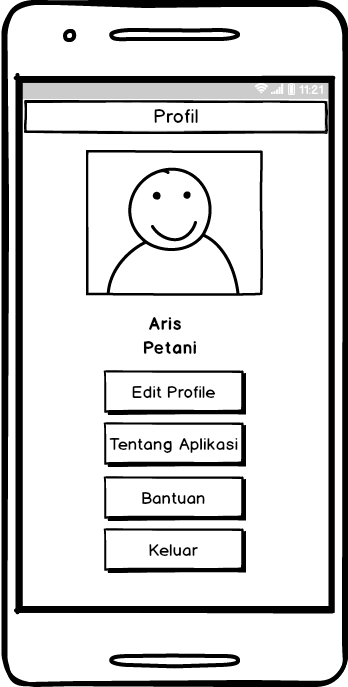 11:21
Profil
Aris
Petani
Edit Profile
Tentang Aplikasi
Bantuan
Keluar